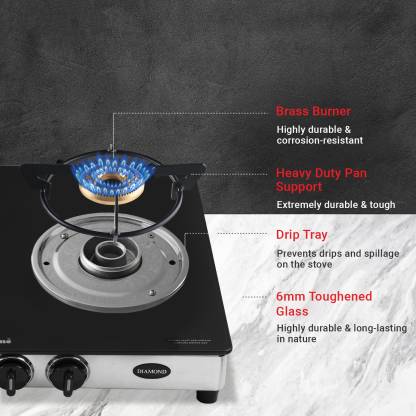 Brass Burner
Highly durable &
corrosion-resistant
Heavy Duty Pan
Support
Extremely durable & tough
Drip Tray
Prevents drips and spillage
on the stove
6mm Toughened
Glass
Highly durable & long-lasting
in nature
DIAMOND